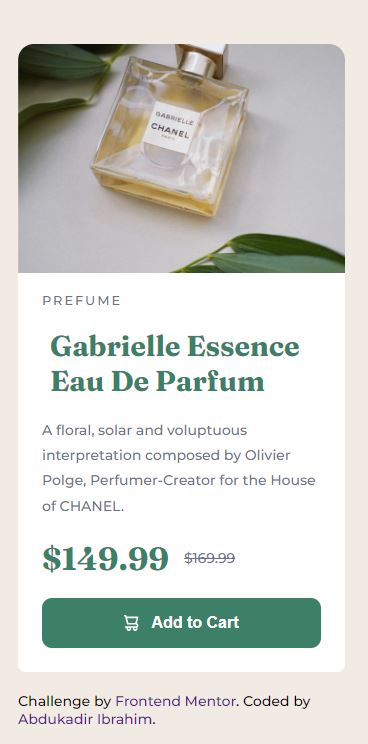 GABRIELLE
CHANEL
PARIS
PREFUME
Gabrielle Essence
Eau De Parfum
A floral, solar and voluptuous
interpretation composed by Olivier
Polge, Perfumer-Creator for the House
of CHANEL.
$149.99 $169.99
Add to Cart
Challenge by Frontend Mentor. Coded by
Abdukadir Ibrahim.